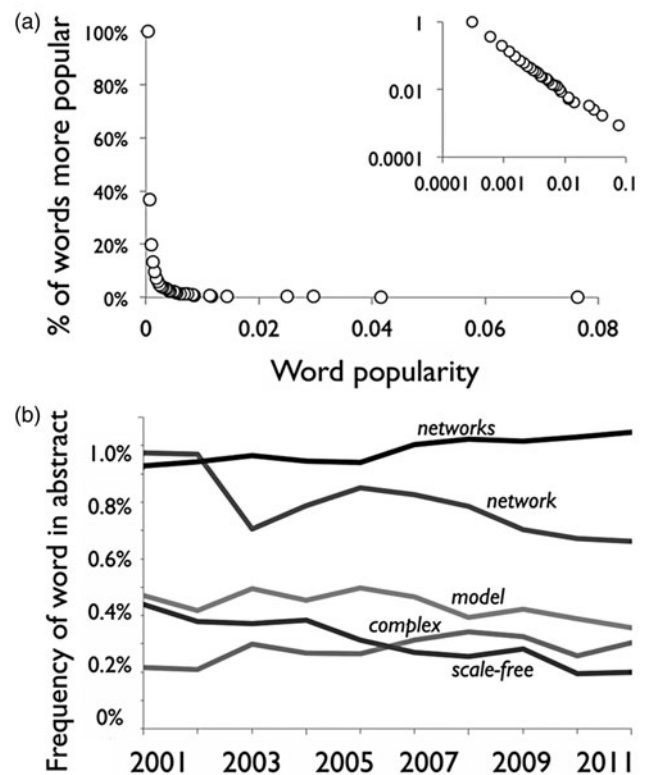 (a)
% of words more popular
100%
80%
60%
40%
20%
0%
0 0.02 0.04 0.06 0.08
Word popularity
1
0.01
0.0001
0.0001 0.001 0.01 0.1
(b)
Frequency of word in abstract
1.0%
0.8%
0.6%
0.4%
0.2%
0%
networks
network
model
complex
scale-free
2001 2003 2005 2007 2009 2011